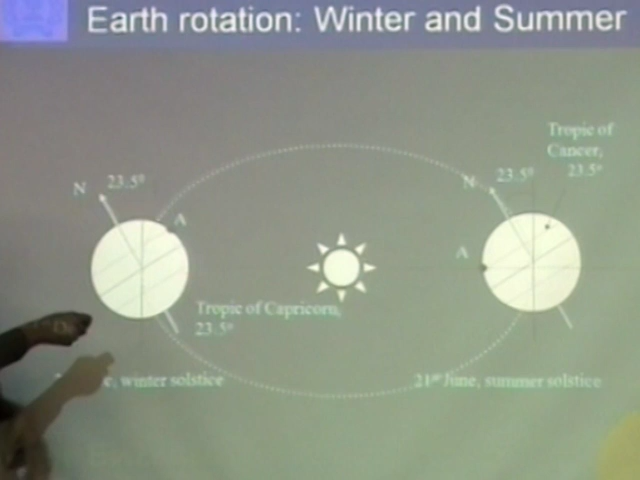 Earth rotation: Winter and Summer
Tropic of
Cancer,
23.5°
N 23.5°
N 23.5°
A
A
Tropic of Capricorn,
23.5°
c, winter solstice
21st June, summer solstice